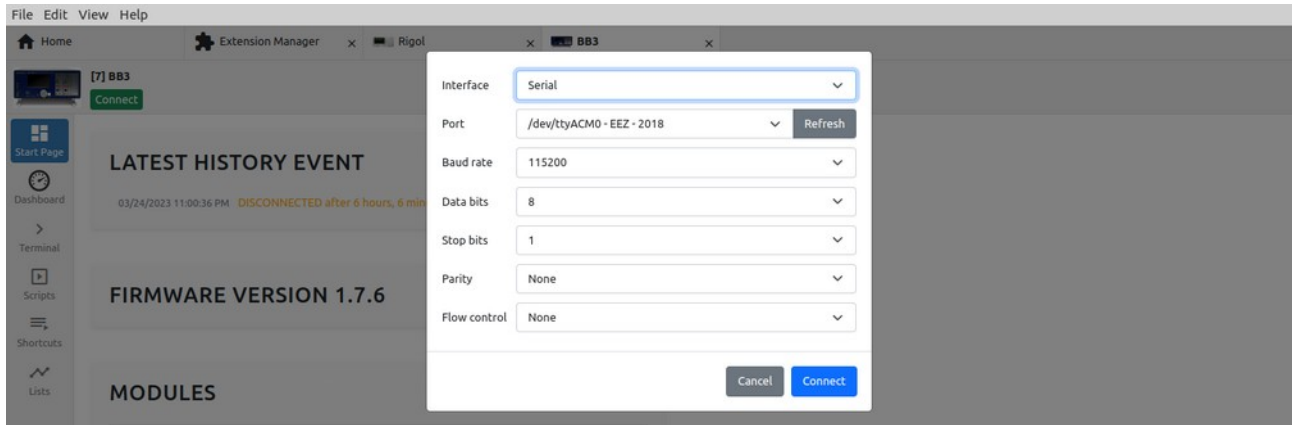 File Edit View Help
Home Extension Manager x Rigol x BB3 x
[7] BB3
Connect
Start Page
Dashboard
Terminal
Scripts
Shortcuts
Lists
LATEST HISTORY EVENT
03/24/2023 11:00:36 PM DISCONNECTED after 6 hours, 6 min
FIRMWARE VERSION 1.7.6
MODULES
Interface Serial
Port /dev/ttyACM0 - EEZ - 2018 Refresh
Baud rate 115200
Data bits 8
Stop bits 1
Parity None
Flow control None
Cancel Connect